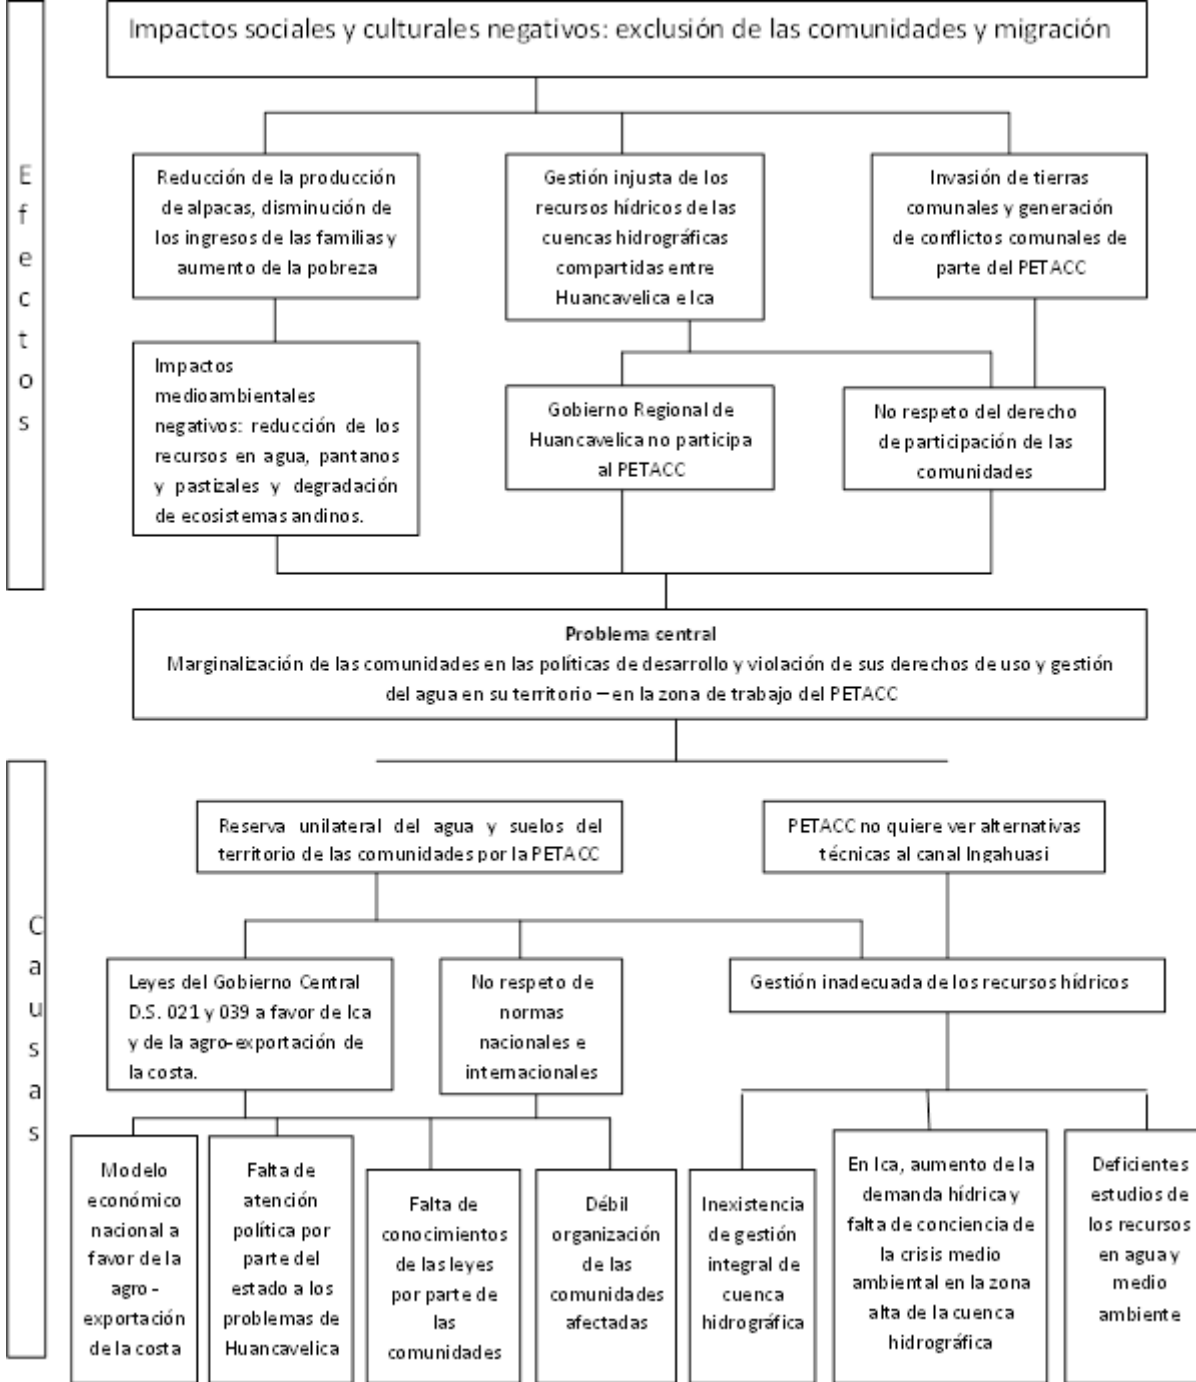 Impactos sociales y culturales negativos: exclusión de las comunidades y migración
Efectos
Reducción de la producción
de alpacas, disminución de
los ingresos de las familias y
aumento de la pobreza
Gestión injusta de los
recursos hídricos de las
cuencas hidrográficas
compartidas entre
Huancavelica e Ica
Invasión de tierras
comunales y generación
de conflictos comunales de
parte del PETACC
Impactos
medioambientales
negativos: reducción de los
recursos en agua, pantanos
y pastizales y degradación
de ecosistemas andinos.
Gobierno Regional de
Huancavelica no participa
al PETACC
No respeto del derecho
de participación de las
comunidades
Problema central
Marginalización de las comunidades en las políticas de desarrollo y violación de sus derechos de uso y gestión
del agua en su territorio – en la zona de trabajo del PETACC
Causas
Reserva unilateral del agua y suelos del
territorio de las comunidades por la PETACC
PETACC no quiere ver alternativas
técnicas al canal Ingahuasi
Leyes del Gobierno Central
D.S. 021 y 039 a favor de Ica
y de la agro-exportación de
la costa.
No respeto de
normas
nacionales e
internacionales
Gestión inadecuada de los recursos hídricos
Modelo
económico
nacional a
favor de la
agro -
exportación
de la costa
Falta de
atención
política por
parte del
estado a los
problemas de
Huancavelica
Falta de
conocimientos
de las leyes
por parte de
las
comunidades
Débil
organización
de las
comunidades
afectadas
Inexistencia
de gestión
integral de
cuenca
hidrográfica
En Ica, aumento de la
demanda hídrica y
falta de conciencia de
la crisis medio
ambiental en la zona
alta de la cuenca
hidrográfica
Deficientes
estudios de
los recursos
en agua y
medio
ambiente